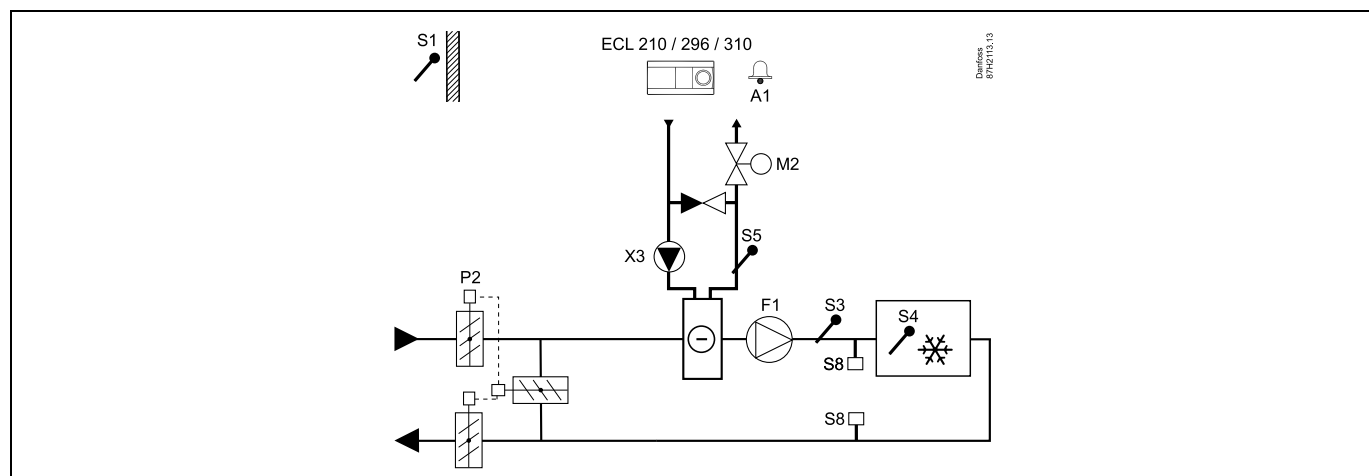 S1
ECL 210 / 296 / 310
A1
Danfoss
87H2113.13
M2
S5
X3
P2
F1
S3
S4
S8
S8